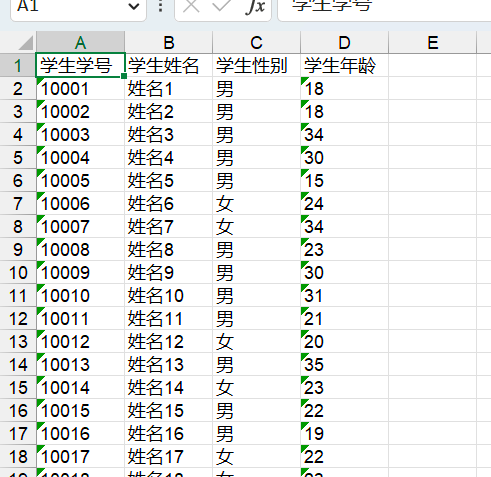 A1 fx 学生学号
A B C D E
1 学生学号 学生姓名 学生性别 学生年龄
2 10001 姓名1 男 18
3 10002 姓名2 男 18
4 10003 姓名3 男 34
5 10004 姓名4 男 30
6 10005 姓名5 男 15
7 10006 姓名6 女 24
8 10007 姓名7 女 34
9 10008 姓名8 男 23
10 10009 姓名9 男 30
11 10010 姓名10 男 31
12 10011 姓名11 男 21
13 10012 姓名12 女 20
14 10013 姓名13 男 35
15 10014 姓名14 女 23
16 10015 姓名15 男 22
17 10016 姓名16 男 19
18 10017 姓名17 女 22